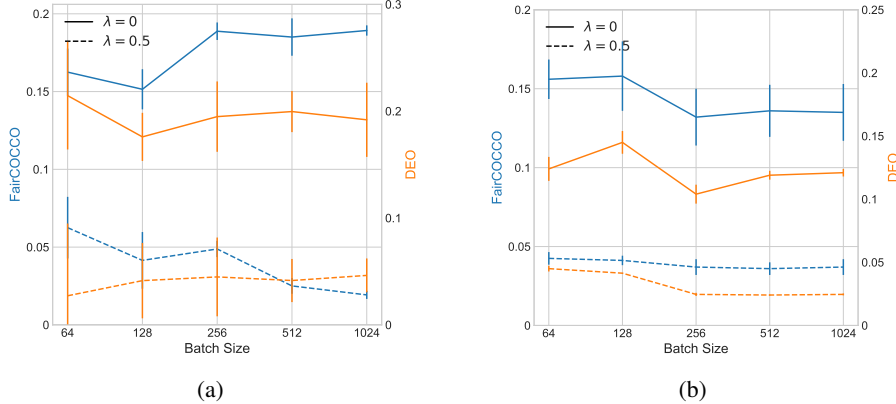 0.2
0.15
0.1
0.05
0
FairCOCCO
λ = 0
λ = 0.5
0.3
0.2
0.1
0
DEO
64
128
256
512
1024
Batch Size
(a)
0.2
0.15
0.1
0.05
0
FairCOCCO
λ = 0
λ = 0.5
0.25
0.2
0.15
0.1
0.05
0
DEO
64
128
256
512
1024
Batch Size
(b)